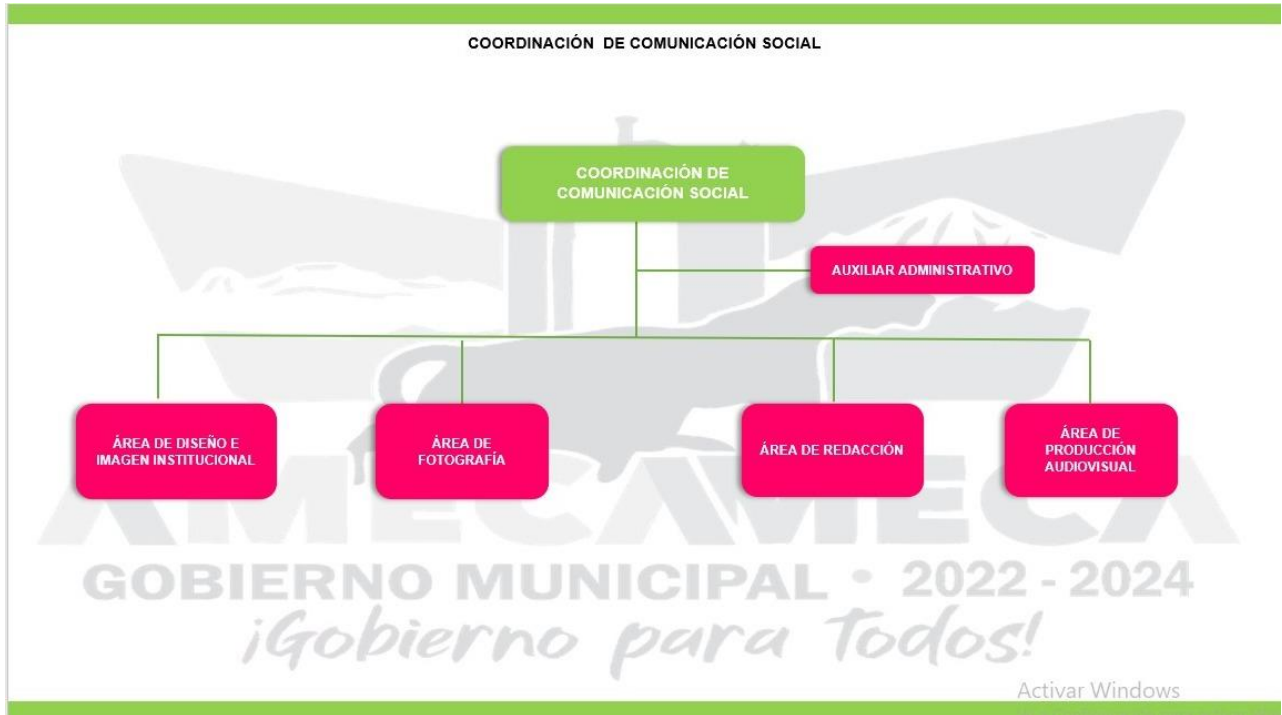 COORDINACIÓN DE COMUNICACIÓN SOCIAL
COORDINACIÓN DE
COMUNICACIÓN SOCIAL
AUXILIAR ADMINISTRATIVO
ÁREA DE DISEÑO E
IMAGEN INSTITUCIONAL
ÁREA DE
FOTOGRAFÍA
ÁREA DE REDACCIÓN
ÁREA DE
PRODUCCIÓN
AUDIOVISUAL
AMECAMECA
GOBIERNO MUNICIPAL • 2022 - 2024
¡Gobierno para Todos!
Activar Windows